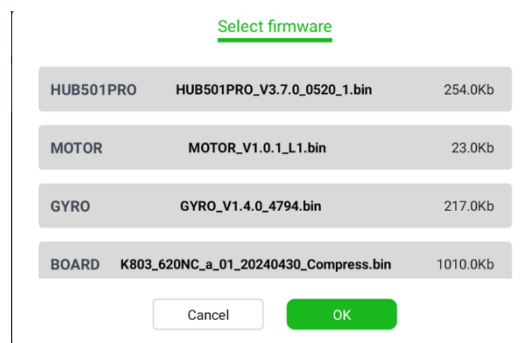 Select firmware
HUB501PRO HUB501PRO_V3.7.0_0520_1.bin 254.0Kb
MOTOR MOTOR_V1.0.1_L1.bin 23.0Kb
GYRO GYRO_V1.4.0_4794.bin 217.0Kb
BOARD K803_620NC_a_01_20240430_Compress.bin 1010.0Kb
Cancel OK